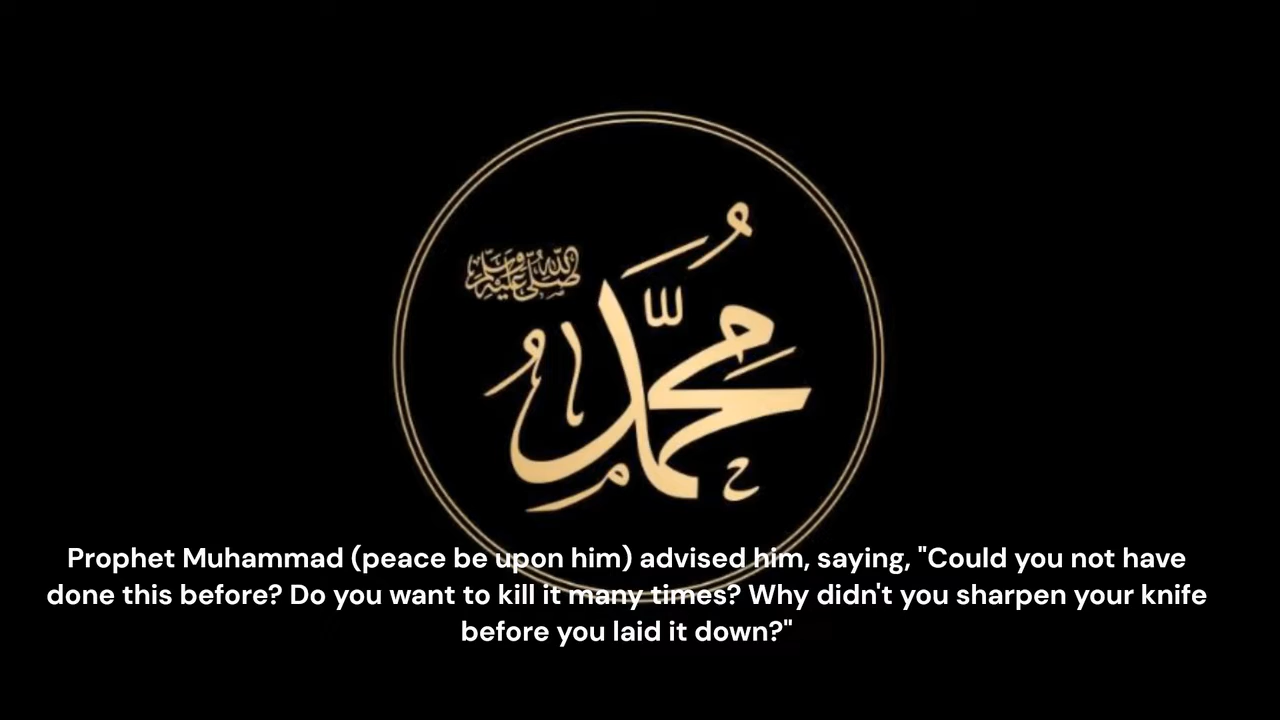 صلى الله عليه وسلم
محمد
Prophet Muhammad (peace be upon him) advised him, saying, "Could you not have
done this before? Do you want to kill it many times? Why didn't you sharpen your knife
before you laid it down?"